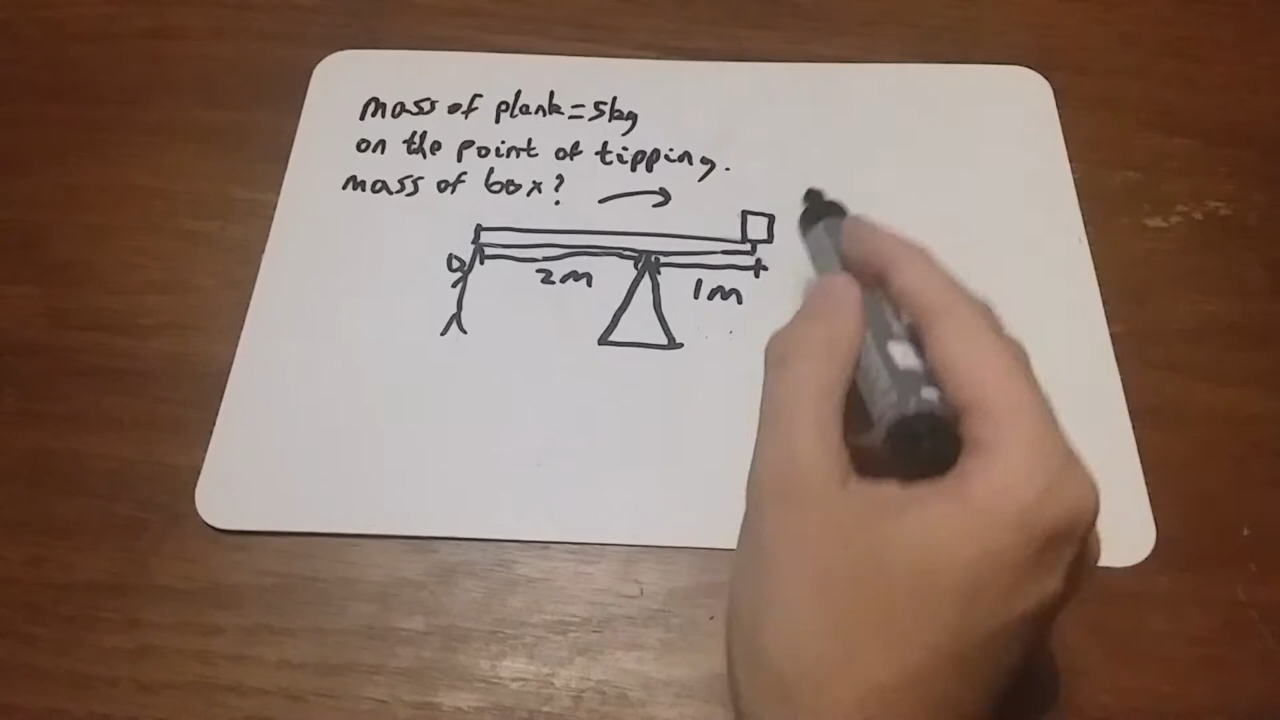 mass of plank=5kg
on the point of tipping.
mass of box?
2m
1m